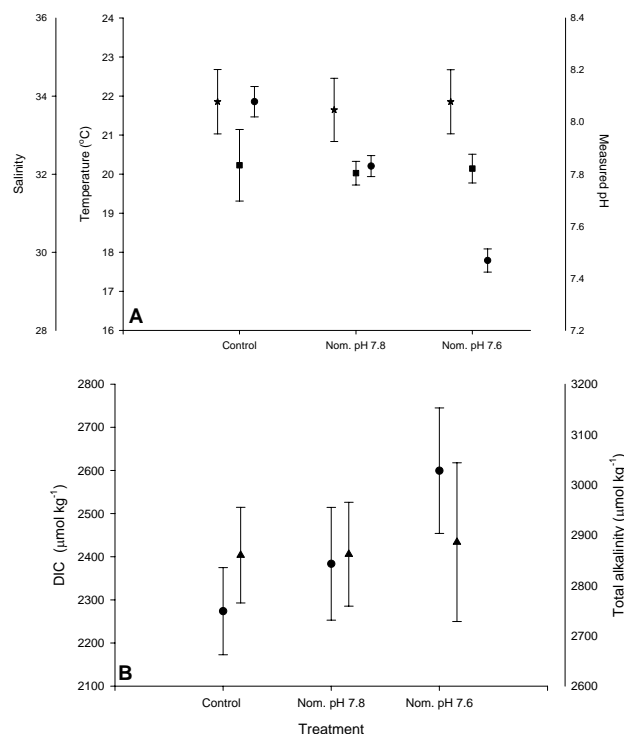 36
34
32
30
28
Salinity
24
23
22
21
20
19
18
17
16
Temperature (°C)
8.4
8.2
8.0
7.8
7.6
7.4
7.2
Measured pH
A
Control
Nom. pH 7.8
Nom. pH 7.6
2800
2700
2600
2500
2400
2300
2200
2100
DIC (μmol kg⁻¹)
3200
3100
3000
2900
2800
2700
2600
Total alkalinity (μmol kg⁻¹)
B
Control
Nom. pH 7.8
Nom. pH 7.6
Treatment